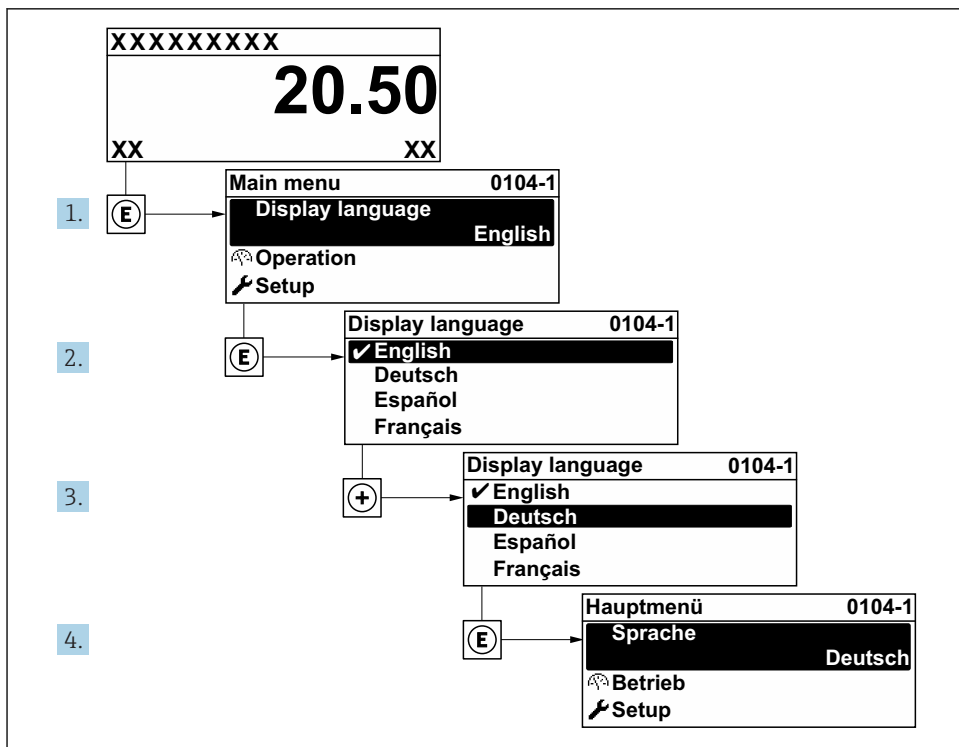 XXXXXXXXX
20.50
XX XX
1. E
Main menu 0104-1
Display language
English
Operation
Setup
2. E
Display language 0104-1
✔English
Deutsch
Español
Français
3. +
Display language 0104-1
✔English
Deutsch
Español
Français
4. E
Hauptmenü 0104-1
Sprache
Deutsch
Betrieb
Setup